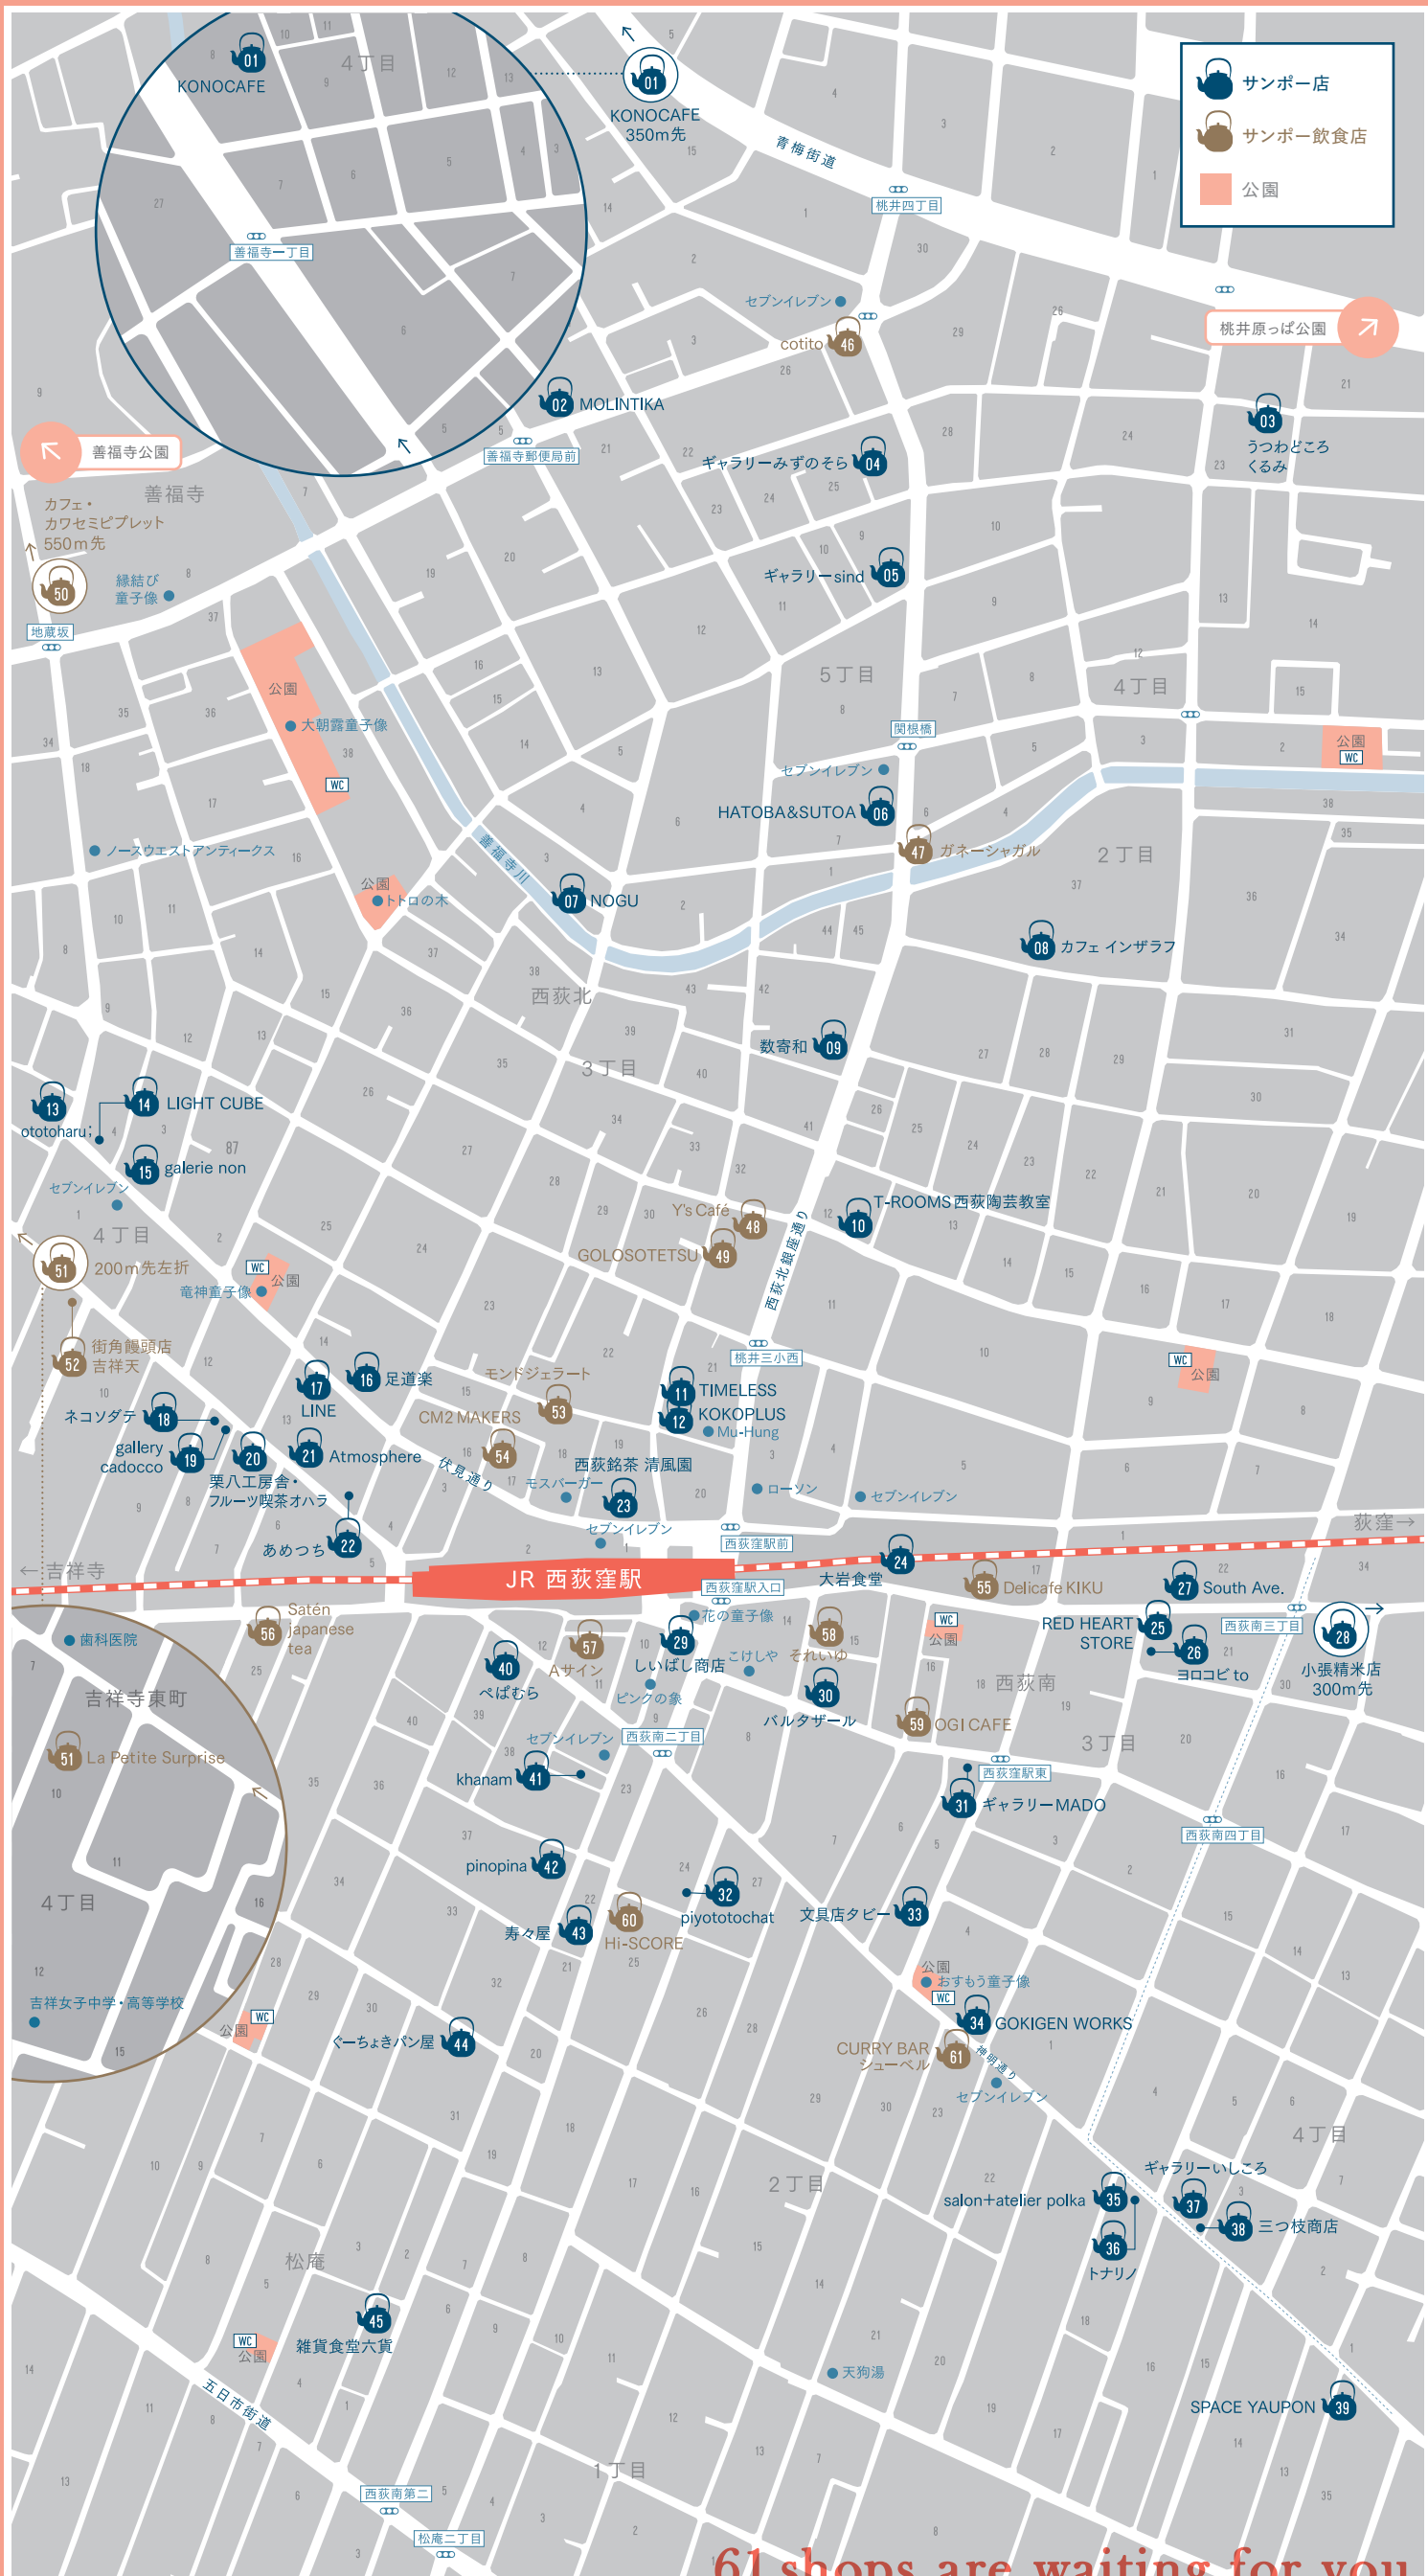 01
KONOCAFE
4丁目
善福寺一丁目
01
KONOCAFE
350m先
青梅街道
サンポー店
サンポー飲食店
公園
桃井四丁目
セブンイレブン
cotito 46
桃井原っぱ公園
02 MOLINTIKA
善福寺郵便局前
03
うつわどころ
くるみ
ギャラリーみずのそら 04
善福寺公園
善福寺
カフェ・
カワセミピプレット
550m先
50
縁結び
童子像
地蔵坂
ギャラリーsind 05
公園
大朝露童子像
WC
5丁目
4丁目
関根橋
公園
WC
セブンイレブン
HATOBA&SUTOA 06
47 ガネーシャガル
2丁目
ノースウエストアンティークス
善福寺川
公園
トトロの木
07 NOGU
08 カフェ インザラフ
西荻北
3丁目
数寄和 09
13
ototoharu;
14 LIGHT CUBE
15 galerie non
セブンイレブン
4丁目
51 200m先左折
WC
公園
竜神童子像
Y's Café 48
GOLOSOTETSU 49
10 T-ROOMS西荻陶芸教室
西荻北銀座通り
52 街角饅頭店
吉祥天
桃井三小西
WC
公園
17
LINE
16 足道楽
モンドジェラート
53
11 TIMELESS
12 KOKOPLUS
Mu-Hung
ネコソダテ 18
gallery
cadocco 19
20
栗八工房舎・
フルーツ喫茶オハラ
21 Atmosphere
CM2 MAKERS
54
伏見通り
西荻銘茶 清風園
モスバーガー
23
セブンイレブン
ローソン
セブンイレブン
あめつち 22
西荻窪駅前
荻窪→
←吉祥寺
JR 西荻窪駅
大岩食堂
24
西荻窪駅入口
55 Delicafe KIKU
27 South Ave.
56 Satén
japanese
tea
57
Aサイン
花の童子像
29
しいばし商店
こけしや
58
それいゆ
WC
公園
RED HEART
STORE
25
26
ヨロコビto
西荻南三丁目
28
小張精米店
300m先
歯科医院
吉祥寺東町
51 La Petite Surprise
4丁目
吉祥女子中学・高等学校
40
ぺぱむら
ピンクの象
30
バルタザール
59 OGI CAFE
西荻南
3丁目
セブンイレブン
西荻南二丁目
khanam 41
西荻窪駅東
31 ギャラリーMADO
西荻南四丁目
pinopina 42
32
piyototochat
寿々屋 43
60
Hi-SCORE
文具店タビー 33
公園
おすもう童子像
WC
34 GOKIGEN WORKS
公園
WC
ぐーちょきパン屋 44
CURRY BAR
シューベル
61
神明通り
セブンイレブン
4丁目
2丁目
ギャラリーいしころ
37
salon+atelier polka 35
38 三つ枝商店
36
トナリノ
松庵
45
雑貨食堂六貨
WC
公園
五日市街道
天狗湯
SPACE YAUPON 39
1丁目
西荻南第二
松庵二丁目
61 shops are waiting for you